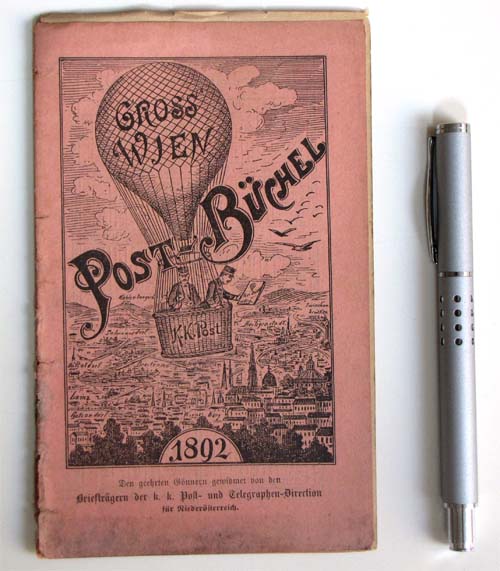 GROSS
WIEN
POST BÜCHEL
K.K. Post
1892
Den geehrten Gönnern gewidmet von den
Briefträgern der k. k. Post- und Telegraphen-Direction
für Niederösterreich.